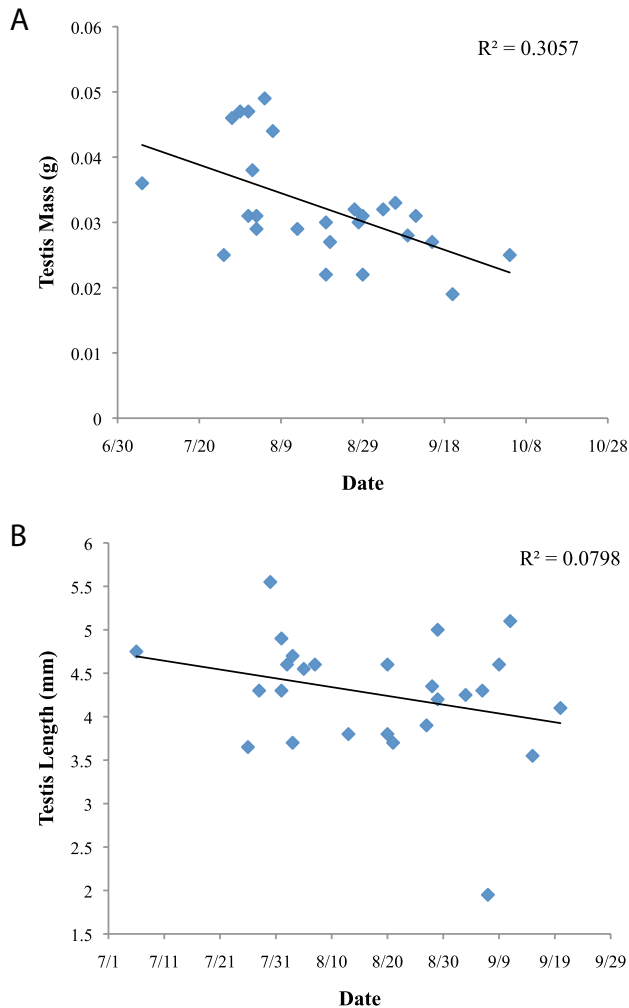 A
R² = 0.3057
0.06
0.05
0.04
0.03
0.02
0.01
0
Testis Mass (g)
6/30 7/20 8/9 8/29 9/18 10/8 10/28
Date
B
R² = 0.0798
6
5.5
5
4.5
4
3.5
3
2.5
2
1.5
Testis Length (mm)
7/1 7/11 7/21 7/31 8/10 8/20 8/30 9/9 9/19 9/29
Date